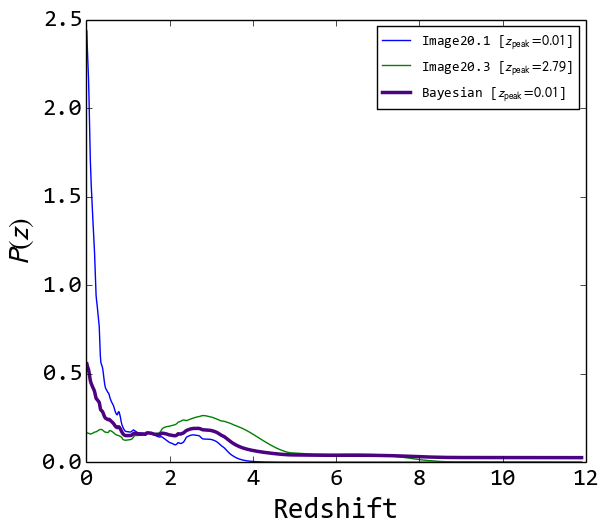 2.5
2.0
1.5
1.0
0.5
0.0
P(z)
Image20.1 [z_peak=0.01]
Image20.3 [z_peak=2.79]
Bayesian [z_peak=0.01]
0 2 4 6 8 10 12
Redshift